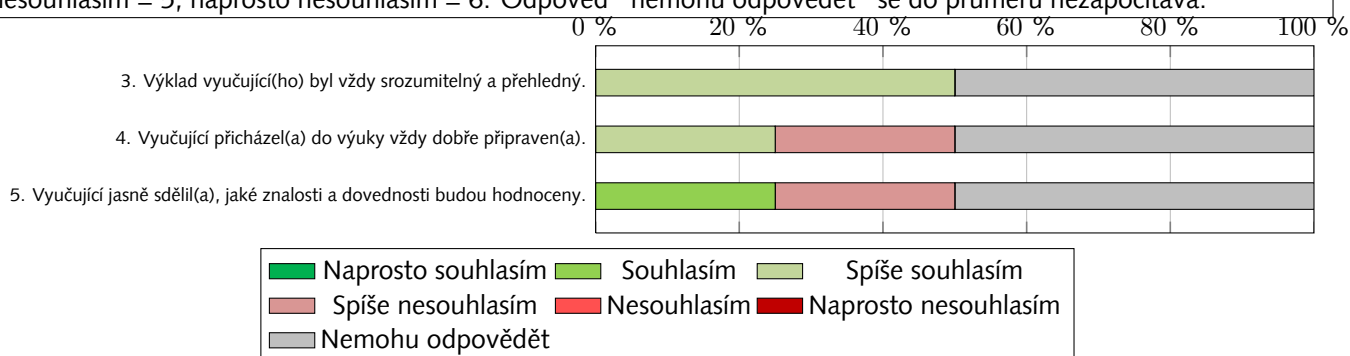 nesouhlasím = 5, naprosto nesouhlasím = 6. Odpověď "nemohu odpovědět" se do průměru nezapočítává.
0 % 20 % 40 % 60 % 80 % 100 %
3. Výklad vyučující(ho) byl vždy srozumitelný a přehledný.
4. Vyučující přicházel(a) do výuky vždy dobře připraven(a).
5. Vyučující jasně sdělil(a), jaké znalosti a dovednosti budou hodnoceny.
Naprosto souhlasím Souhlasím Spíše souhlasím
Spíše nesouhlasím Nesouhlasím Naprosto nesouhlasím
Nemohu odpovědět